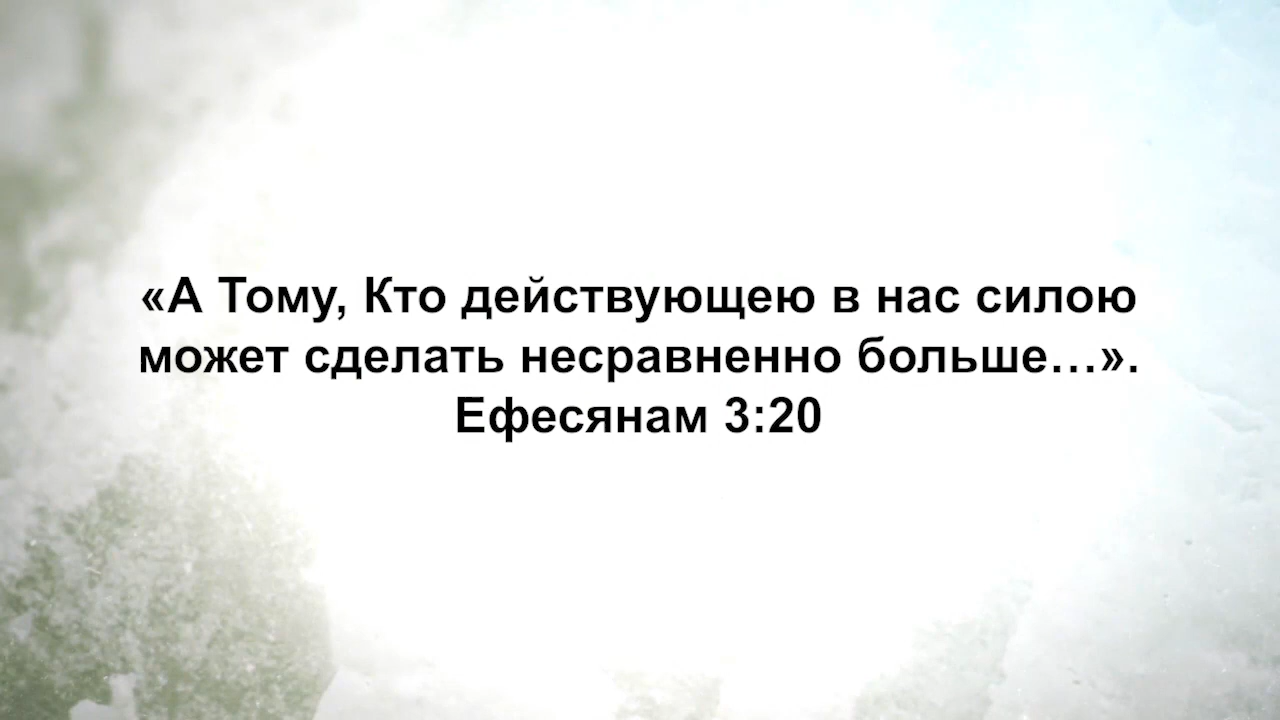 «А Тому, Кто действующею в нас силою
может сделать несравненно больше…».
Ефесянам 3:20